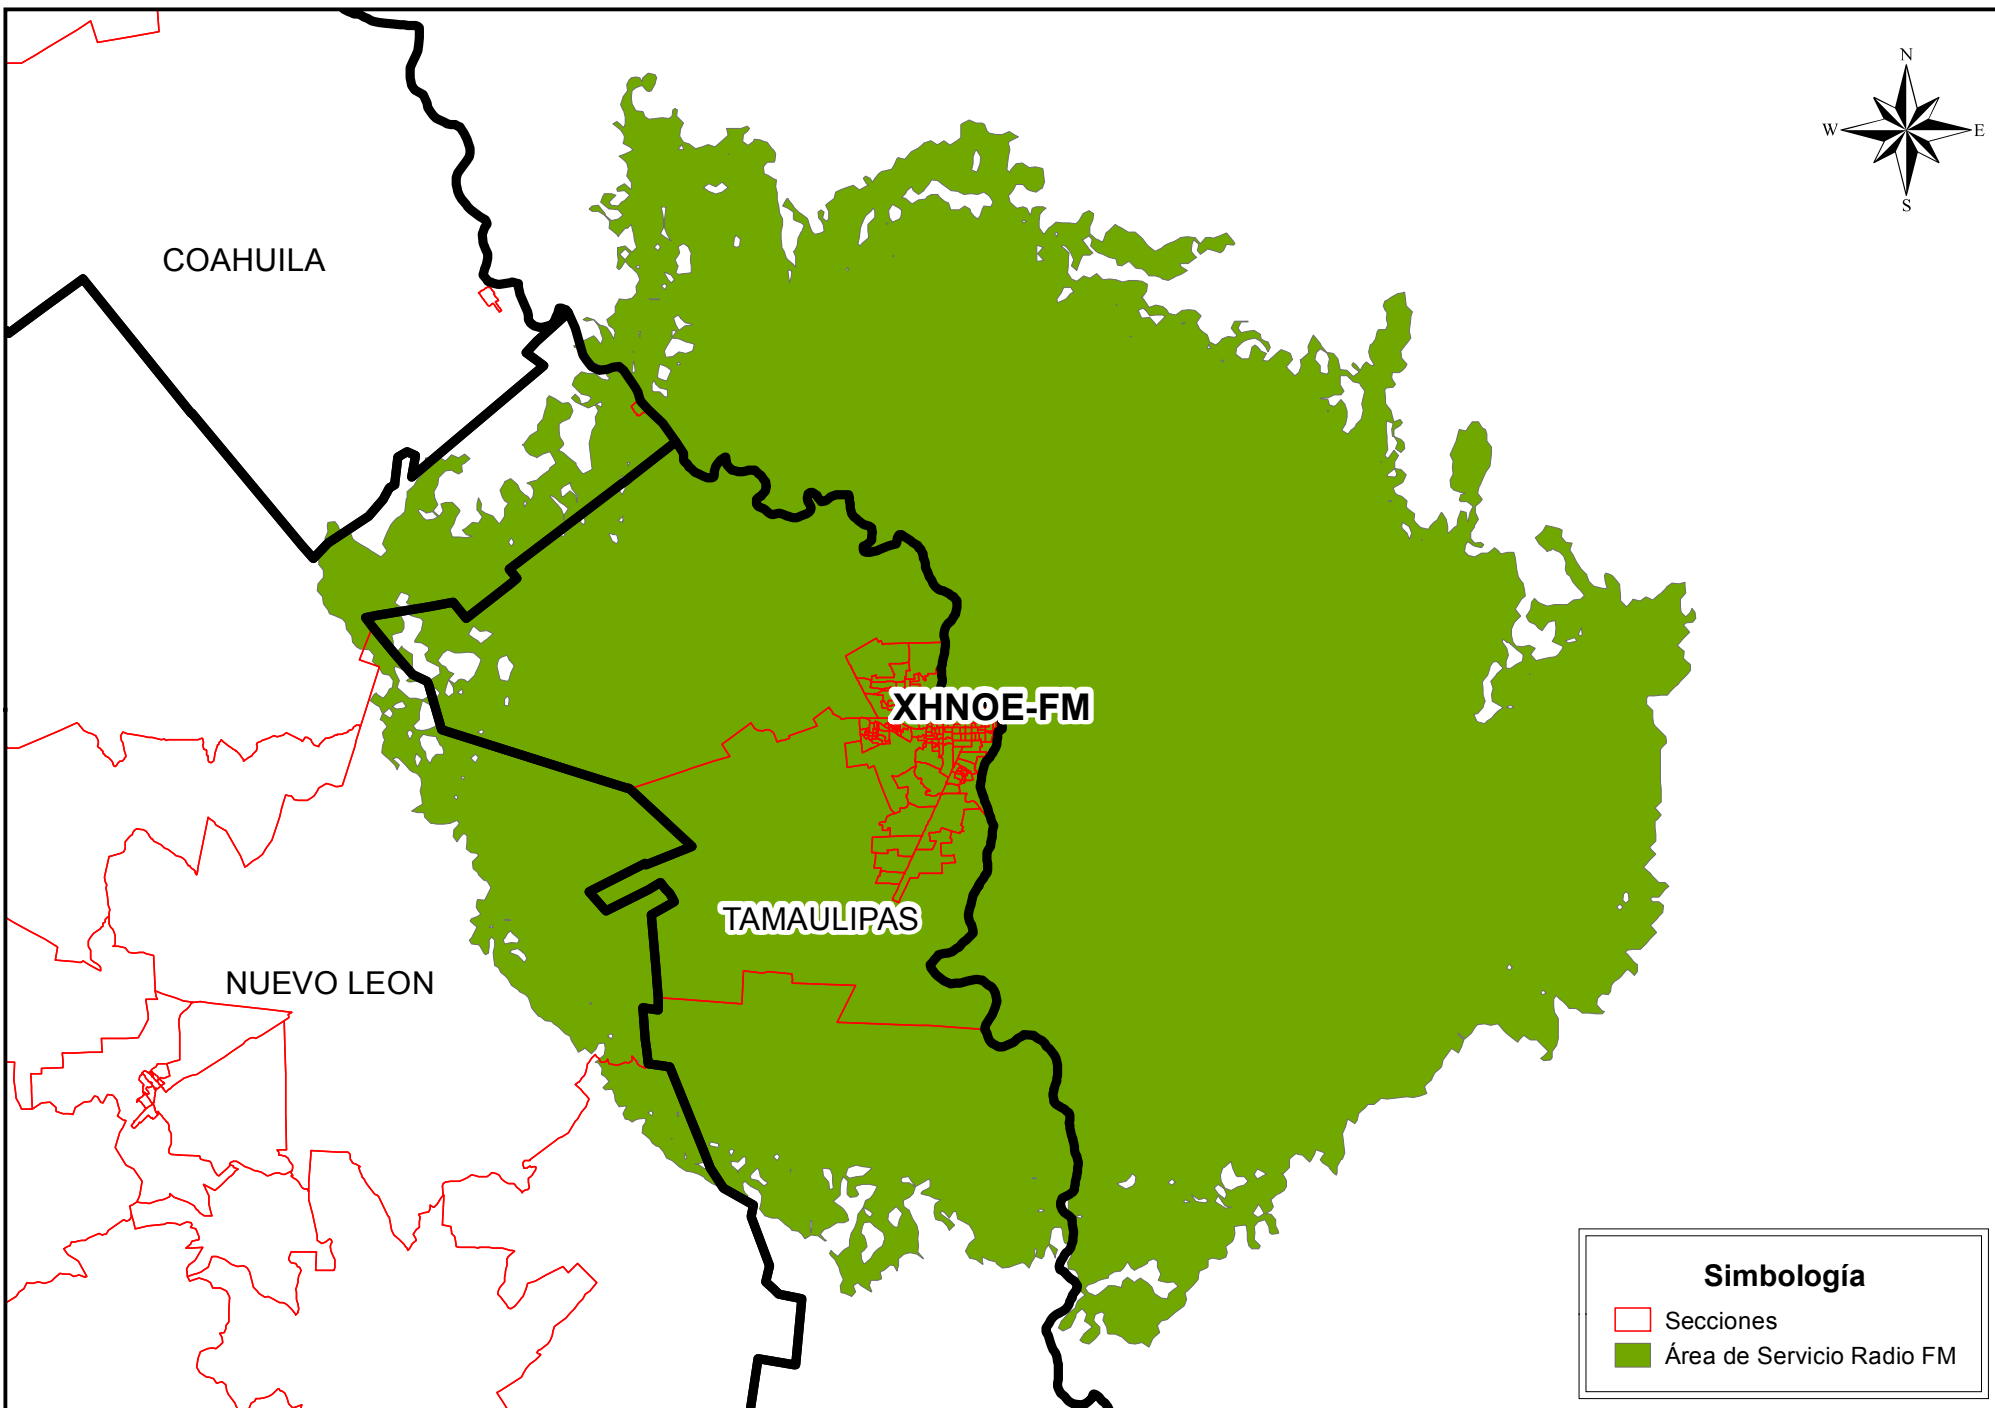 N
W E
S
COAHUILA
XHNOE-FM
TAMAULIPAS
NUEVO LEON
Simbología
Secciones
Área de Servicio Radio FM